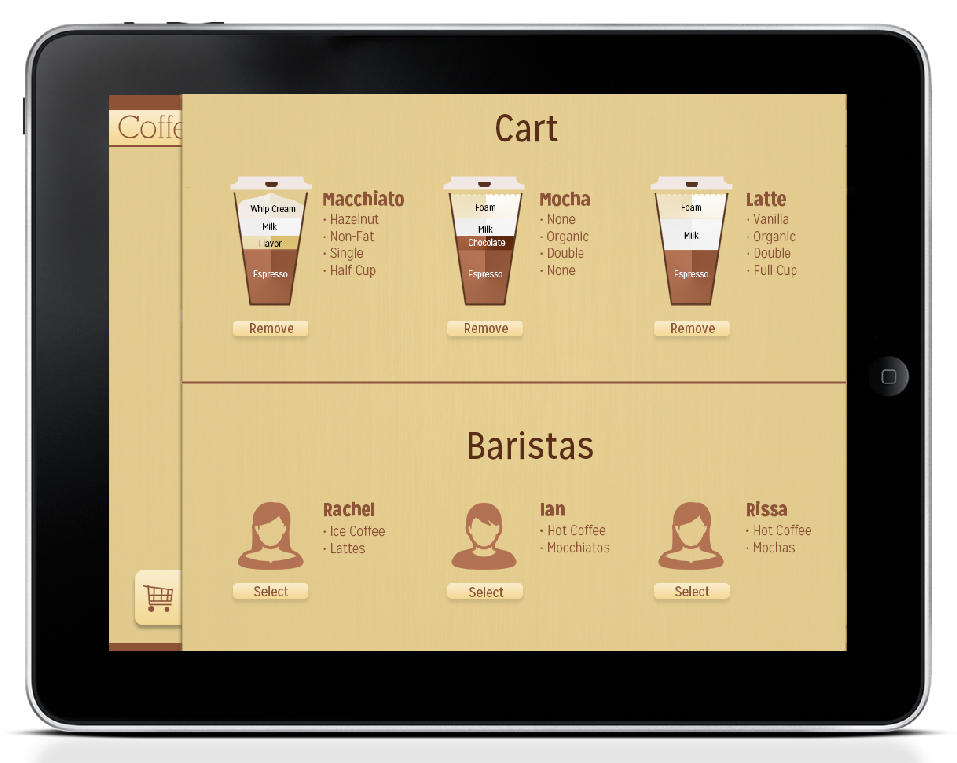 Coffe
Cart
Whip Cream
Milk
Flavor
Espresso
Macchiato
· Hazelnut
· Non-Fat
· Single
· Half Cup
Remove
Foam
Milk
Chocolate
Espresso
Mocha
· None
· Organic
· Double
· None
Remove
Foam
Milk
Espresso
Latte
· Vanilla
· Organic
· Double
· Full Cup
Remove
Baristas
Rachel
· Ice Coffee
· Lattes
Select
Ian
· Hot Coffee
· Mocchiatos
Select
Rissa
· Hot Coffee
· Mochas
Select